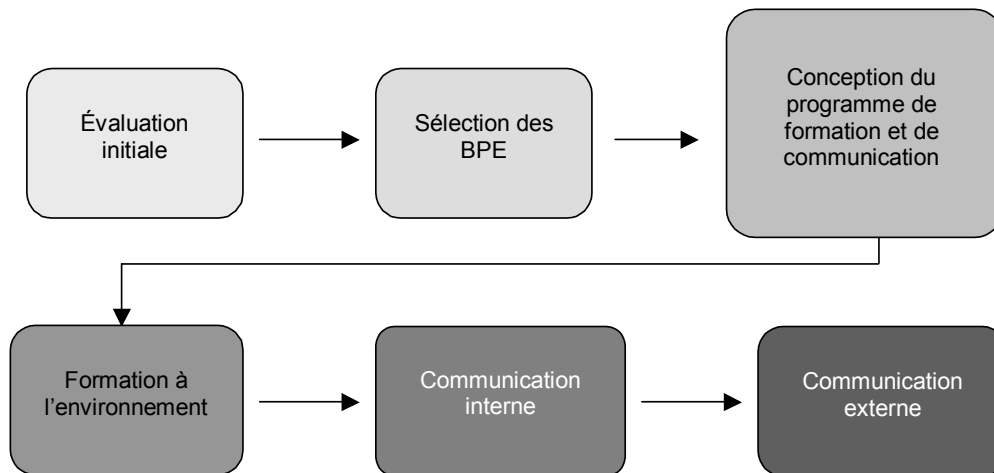 Évaluation
initiale
Sélection des
BPE
Conception du
programme de
formation et de
communication
Formation à
l’environnement
Communication
interne
Communication
externe